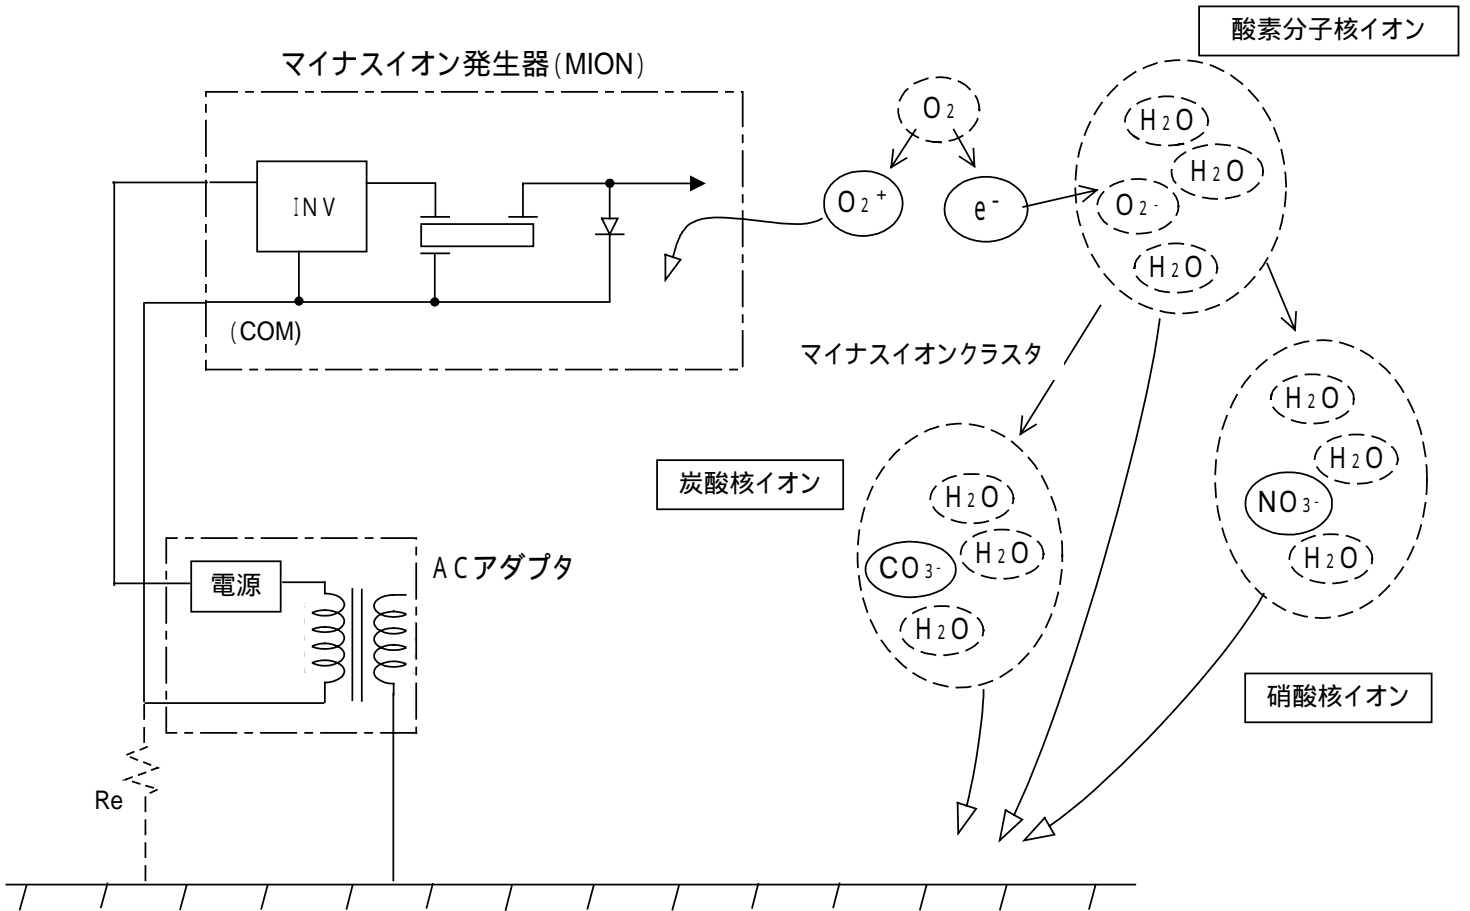 酸素分子核イオン
マイナスイオン発生器(MION)
O2
H2O
H2O
INV
O2+
e-
O2-
H2O
(COM)
マイナスイオンクラスタ
H2O
H2O
炭酸核イオン
H2O
NO3-
H2O
CO3-
H2O
ACアダプタ
電源
H2O
硝酸核イオン
Re